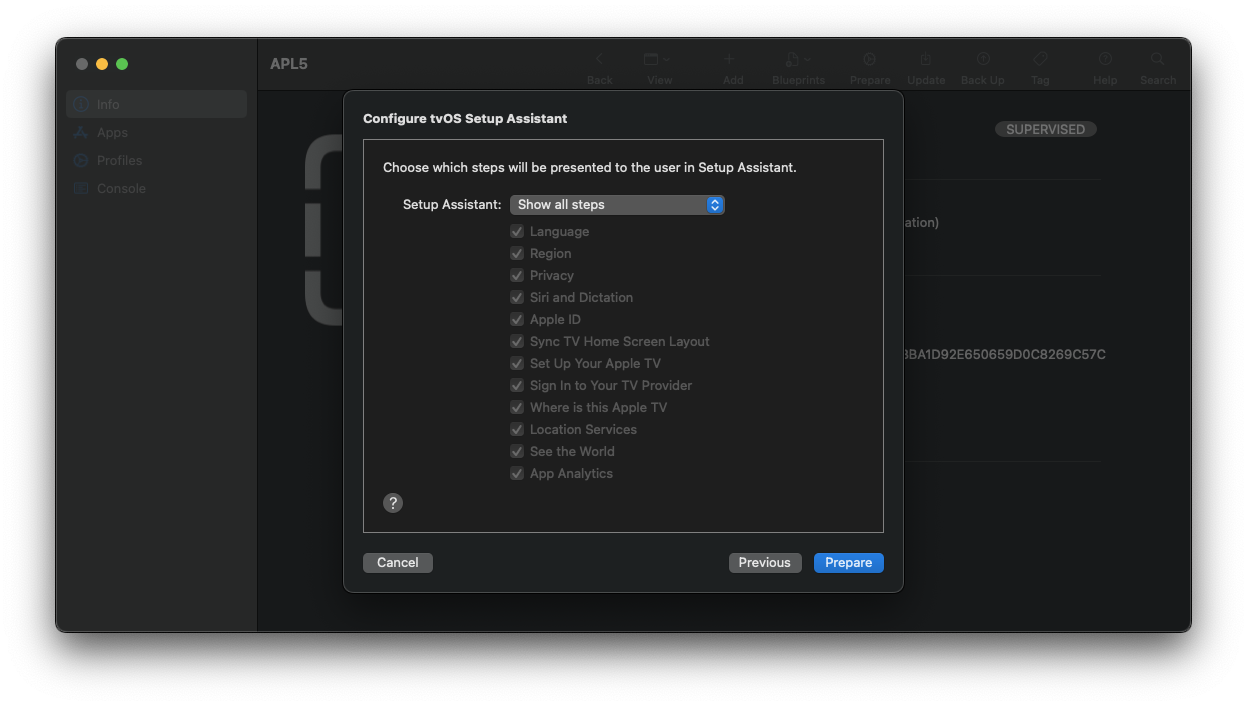 APL5
Back
View
Add
Blueprints
Prepare
Update
Back Up
Tag
Help
Search
Info
Apps
Profiles
Console
SUPERVISED
ation)
BA1D92E650659D0C8269C57C
Configure tvOS Setup Assistant
Choose which steps will be presented to the user in Setup Assistant.
Setup Assistant: Show all steps
Language
Region
Privacy
Siri and Dictation
Apple ID
Sync TV Home Screen Layout
Set Up Your Apple TV
Sign In to Your TV Provider
Where is this Apple TV
Location Services
See the World
App Analytics
?
Cancel
Previous
Prepare